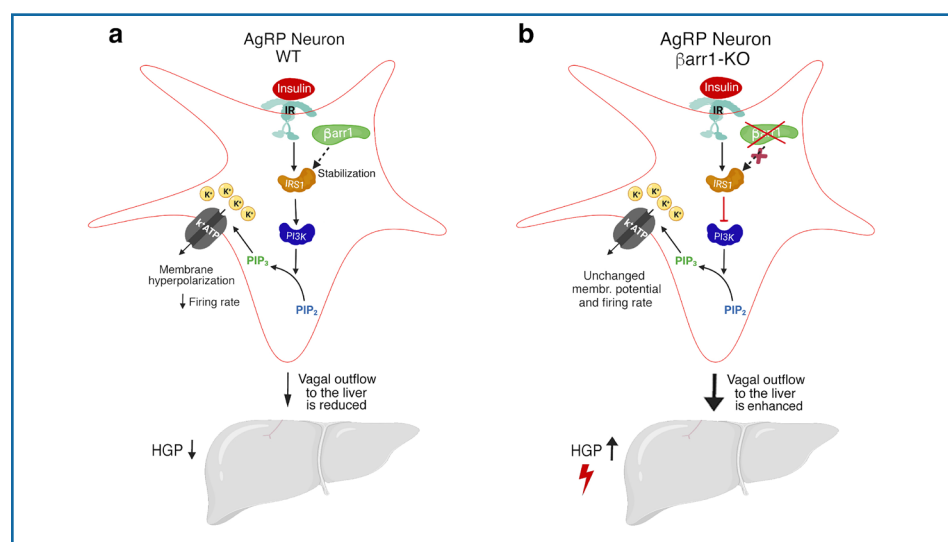 a
AgRP Neuron
WT
Insulin
IR
βarr1
Stabilization
IRS1
K+
K+
K+
K+
K+ATP
PI3K
PIP3
Membrane
hyperpolarization
↓ Firing rate
PIP2
Vagal outflow
to the liver
is reduced
HGP ↓
b
AgRP Neuron
βarr1-KO
Insulin
IR
βarr1
IRS1
K+
K+
K+
K+
K+ATP
PI3K
PIP3
Unchanged
membr. potential
and firing rate
PIP2
Vagal outflow
to the liver
is enhanced
HGP ↑